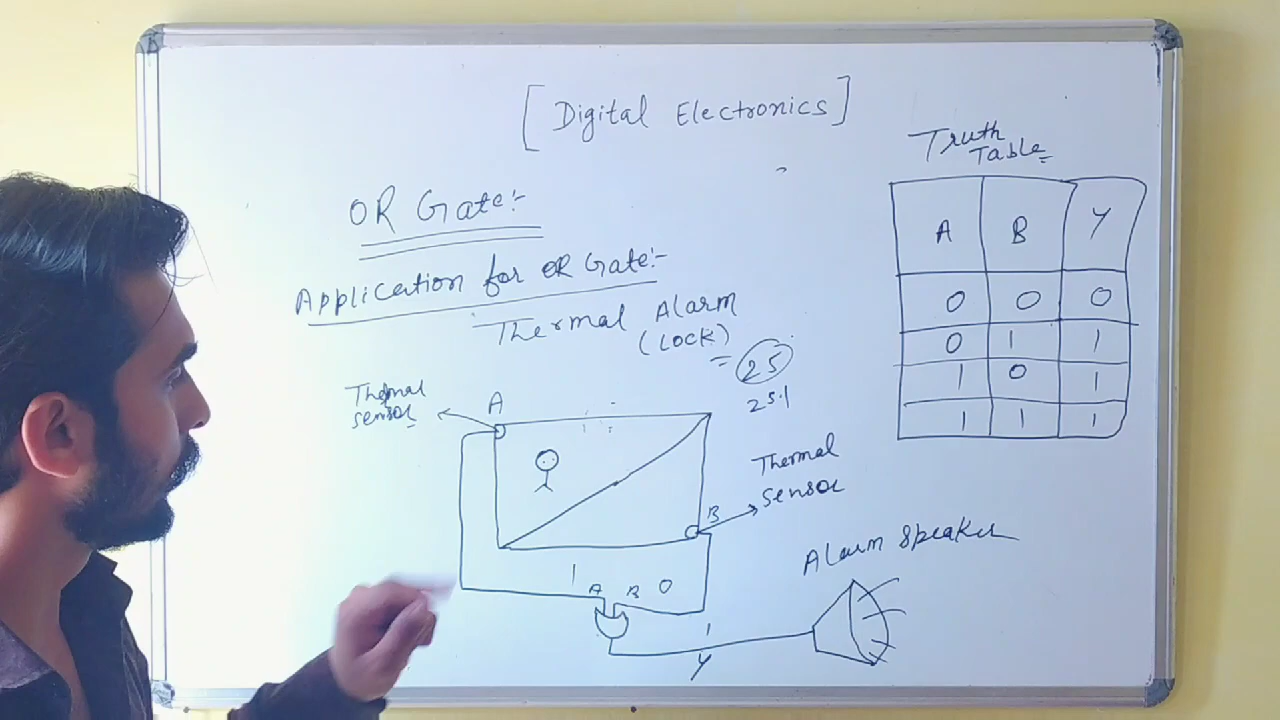 [Digital Electronics]
OR Gate:-
Application for OR Gate:-
Thermal Alarm
(Lock)
= 25
25.1
Thermal
sensor
A
B
Thermal
sensor
Alarm Speaker
1 A B 0
1
Y
Truth
Table
A B Y
0 0 0
0 1 1
1 0 1
1 1 1